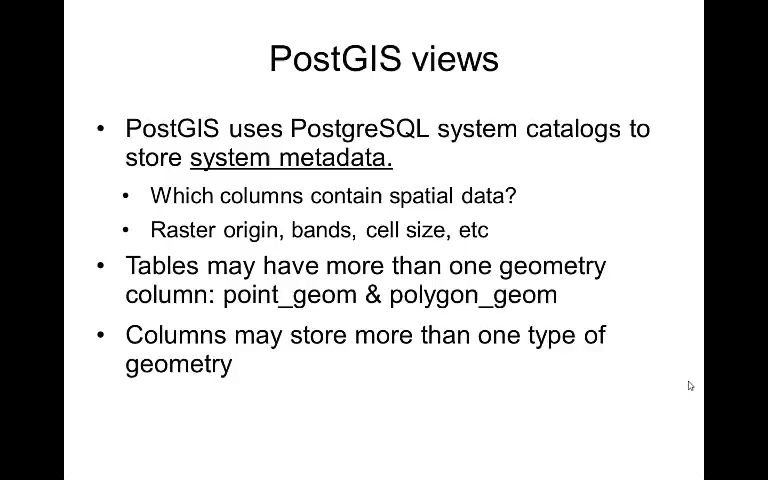 PostGIS views
• PostGIS uses PostgreSQL system catalogs to
store system metadata.
• Which columns contain spatial data?
• Raster origin, bands, cell size, etc
• Tables may have more than one geometry
column: point_geom & polygon_geom
• Columns may store more than one type of
geometry